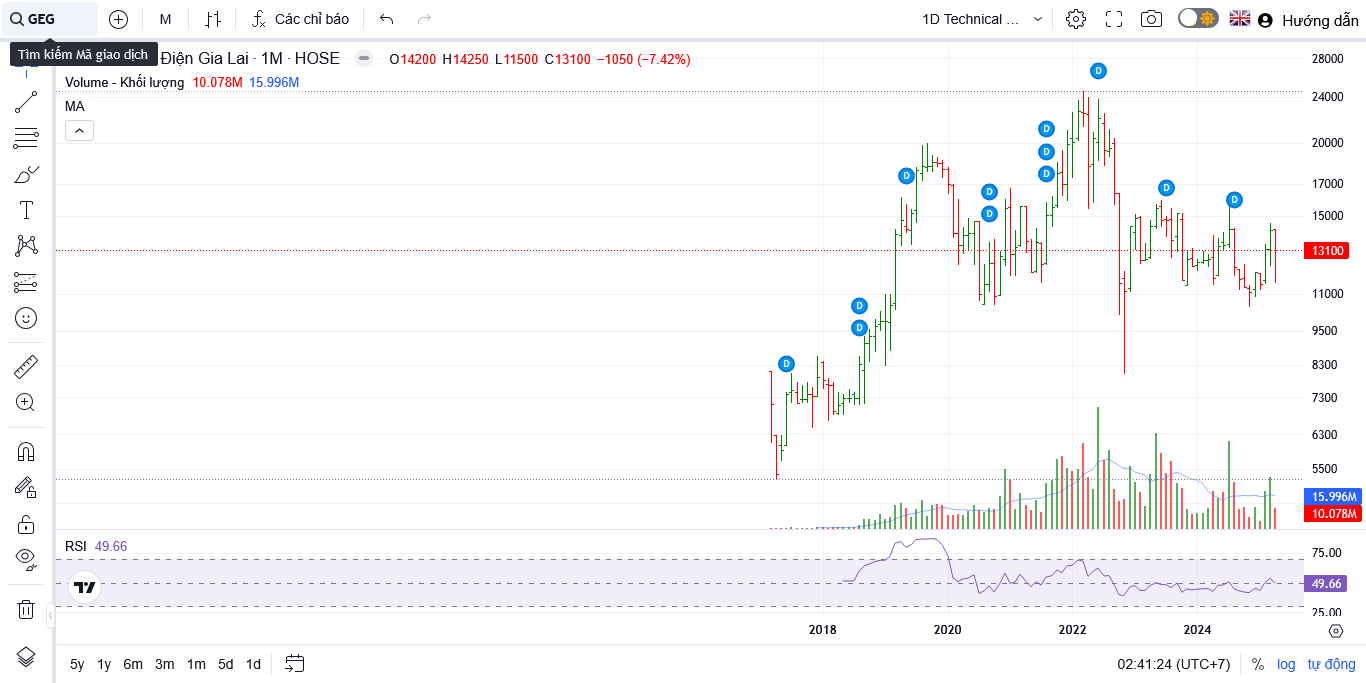 GEG
M
Các chỉ báo
1D Technical ...
Hướng dẫn
Tìm kiếm Mã giao dịch
Điện Gia Lai · 1M · HOSE
O14200 H14250 L11500 C13100 −1050 (−7.42%)
Volume - Khối lượng 10.078M 15.996M
MA
28000
24000
20000
17000
15000
13100
11000
9500
8300
7300
6300
5500
15.996M
10.078M
D
D
D
D
D
D
D
D
D
D
D
D
RSI 49.66
75.00
49.66
25.00
2018
2020
2022
2024
5y 1y 6m 3m 1m 5d 1d
02:41:24 (UTC+7)
% log tự động